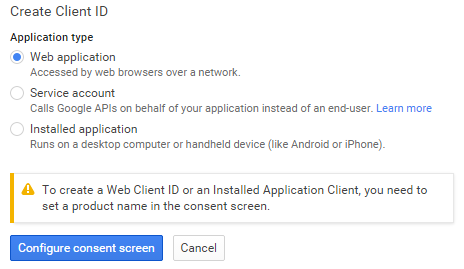 Create Client ID
Application type
Web application
Accessed by web browsers over a network.
Service account
Calls Google APIs on behalf of your application instead of an end-user. Learn more
Installed application
Runs on a desktop computer or handheld device (like Android or iPhone).
To create a Web Client ID or an Installed Application Client, you need to
set a product name in the consent screen.
Configure consent screen Cancel